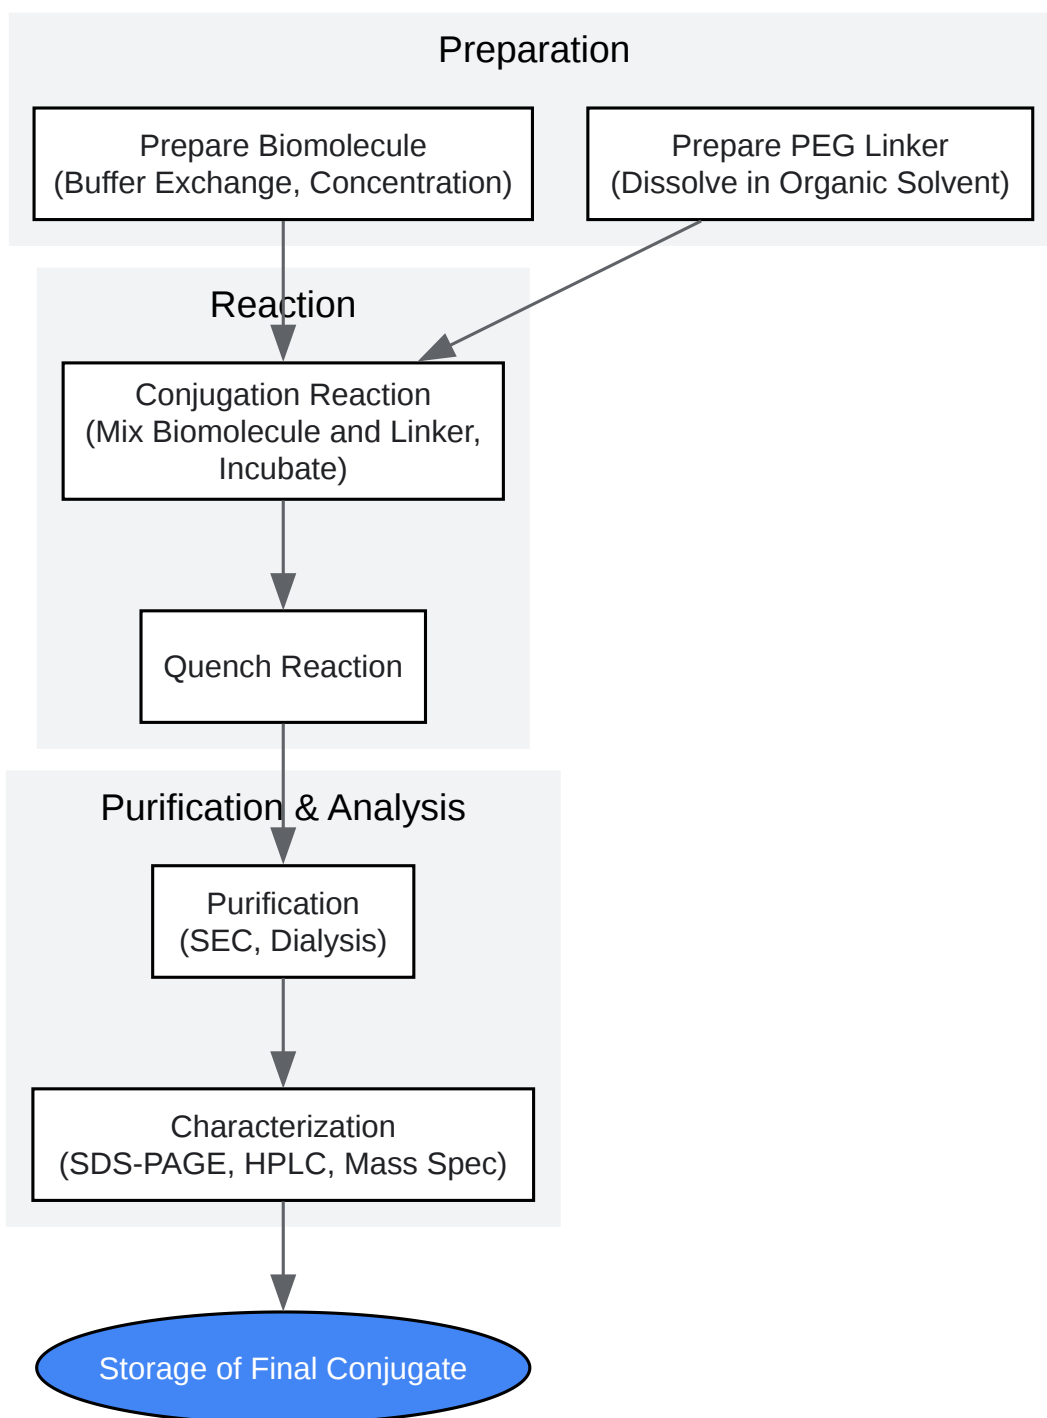 Preparation
Prepare Biomolecule
(Buffer Exchange, Concentration)
Prepare PEG Linker
(Dissolve in Organic Solvent)
Reaction
Conjugation Reaction
(Mix Biomolecule and Linker,
Incubate)
Quench Reaction
Purification & Analysis
Purification
(SEC, Dialysis)
Characterization
(SDS-PAGE, HPLC, Mass Spec)
Storage of Final Conjugate